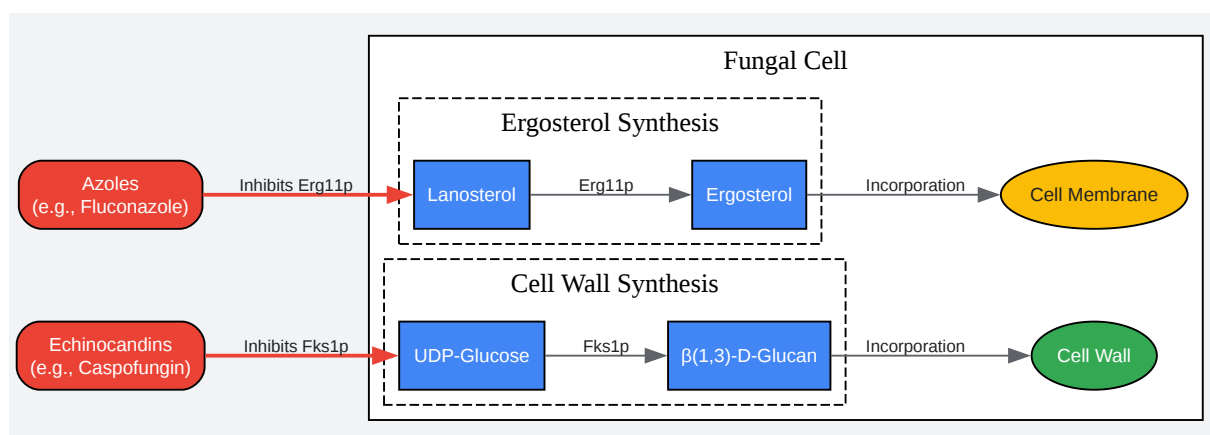 Fungal Cell
Ergosterol Synthesis
Azoles
(e.g., Fluconazole)
Inhibits Erg11p
Lanosterol
Erg11p
Ergosterol
Incorporation
Cell Membrane
Cell Wall Synthesis
Echinocandins
(e.g., Caspofungin)
Inhibits Fks1p
UDP-Glucose
Fks1p
β(1,3)-D-Glucan
Incorporation
Cell Wall